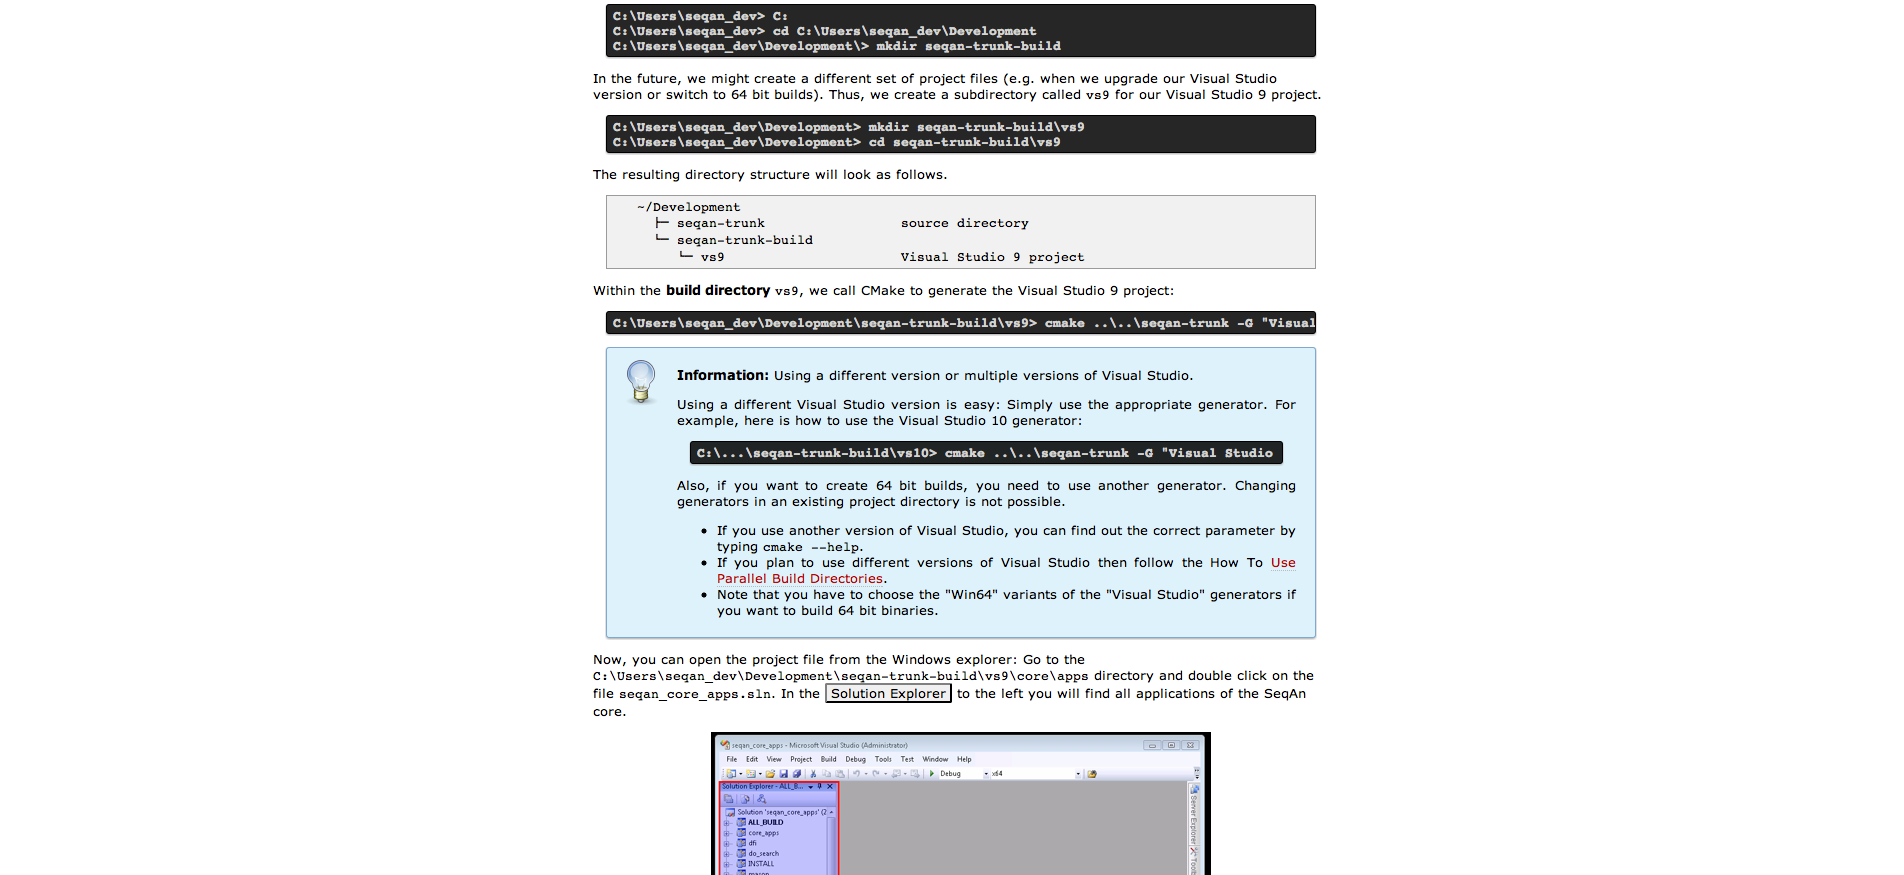 C:\Users\seqan_dev> C:
C:\Users\seqan_dev> cd C:\Users\seqan_dev\Development
C:\Users\seqan_dev\Development\> mkdir seqan-trunk-build
In the future, we might create a different set of project files (e.g. when we upgrade our Visual Studio
version or switch to 64 bit builds). Thus, we create a subdirectory called vs9 for our Visual Studio 9 project.
C:\Users\seqan_dev\Development> mkdir seqan-trunk-build\vs9
C:\Users\seqan_dev\Development> cd seqan-trunk-build\vs9
The resulting directory structure will look as follows.
~/Development
├─ seqan-trunk source directory
└─ seqan-trunk-build
└─ vs9 Visual Studio 9 project
Within the build directory vs9, we call CMake to generate the Visual Studio 9 project:
C:\Users\seqan_dev\Development\seqan-trunk-build\vs9> cmake ..\..\seqan-trunk -G "Visual
Information: Using a different version or multiple versions of Visual Studio.
Using a different Visual Studio version is easy: Simply use the appropriate generator. For
example, here is how to use the Visual Studio 10 generator:
C:\...\seqan-trunk-build\vs10> cmake ..\..\seqan-trunk -G "Visual Studio
Also, if you want to create 64 bit builds, you need to use another generator. Changing
generators in an existing project directory is not possible.
• If you use another version of Visual Studio, you can find out the correct parameter by
typing cmake --help.
• If you plan to use different versions of Visual Studio then follow the How To Use
Parallel Build Directories.
• Note that you have to choose the "Win64" variants of the "Visual Studio" generators if
you want to build 64 bit binaries.
Now, you can open the project file from the Windows explorer: Go to the
C:\Users\seqan_dev\Development\seqan-trunk-build\vs9\core\apps directory and double click on the
file seqan_core_apps.sln. In the Solution Explorer to the left you will find all applications of the SeqAn
core.
seqan_core_apps - Microsoft Visual Studio (Administrator)
File Edit View Project Build Debug Tools Test Window Help
Debug x64
Solution Explorer - ALL_B...
Solution 'seqan_core_apps' (2
ALL_BUILD
core_apps
dfi
do_search
INSTALL
mason
Server Explorer